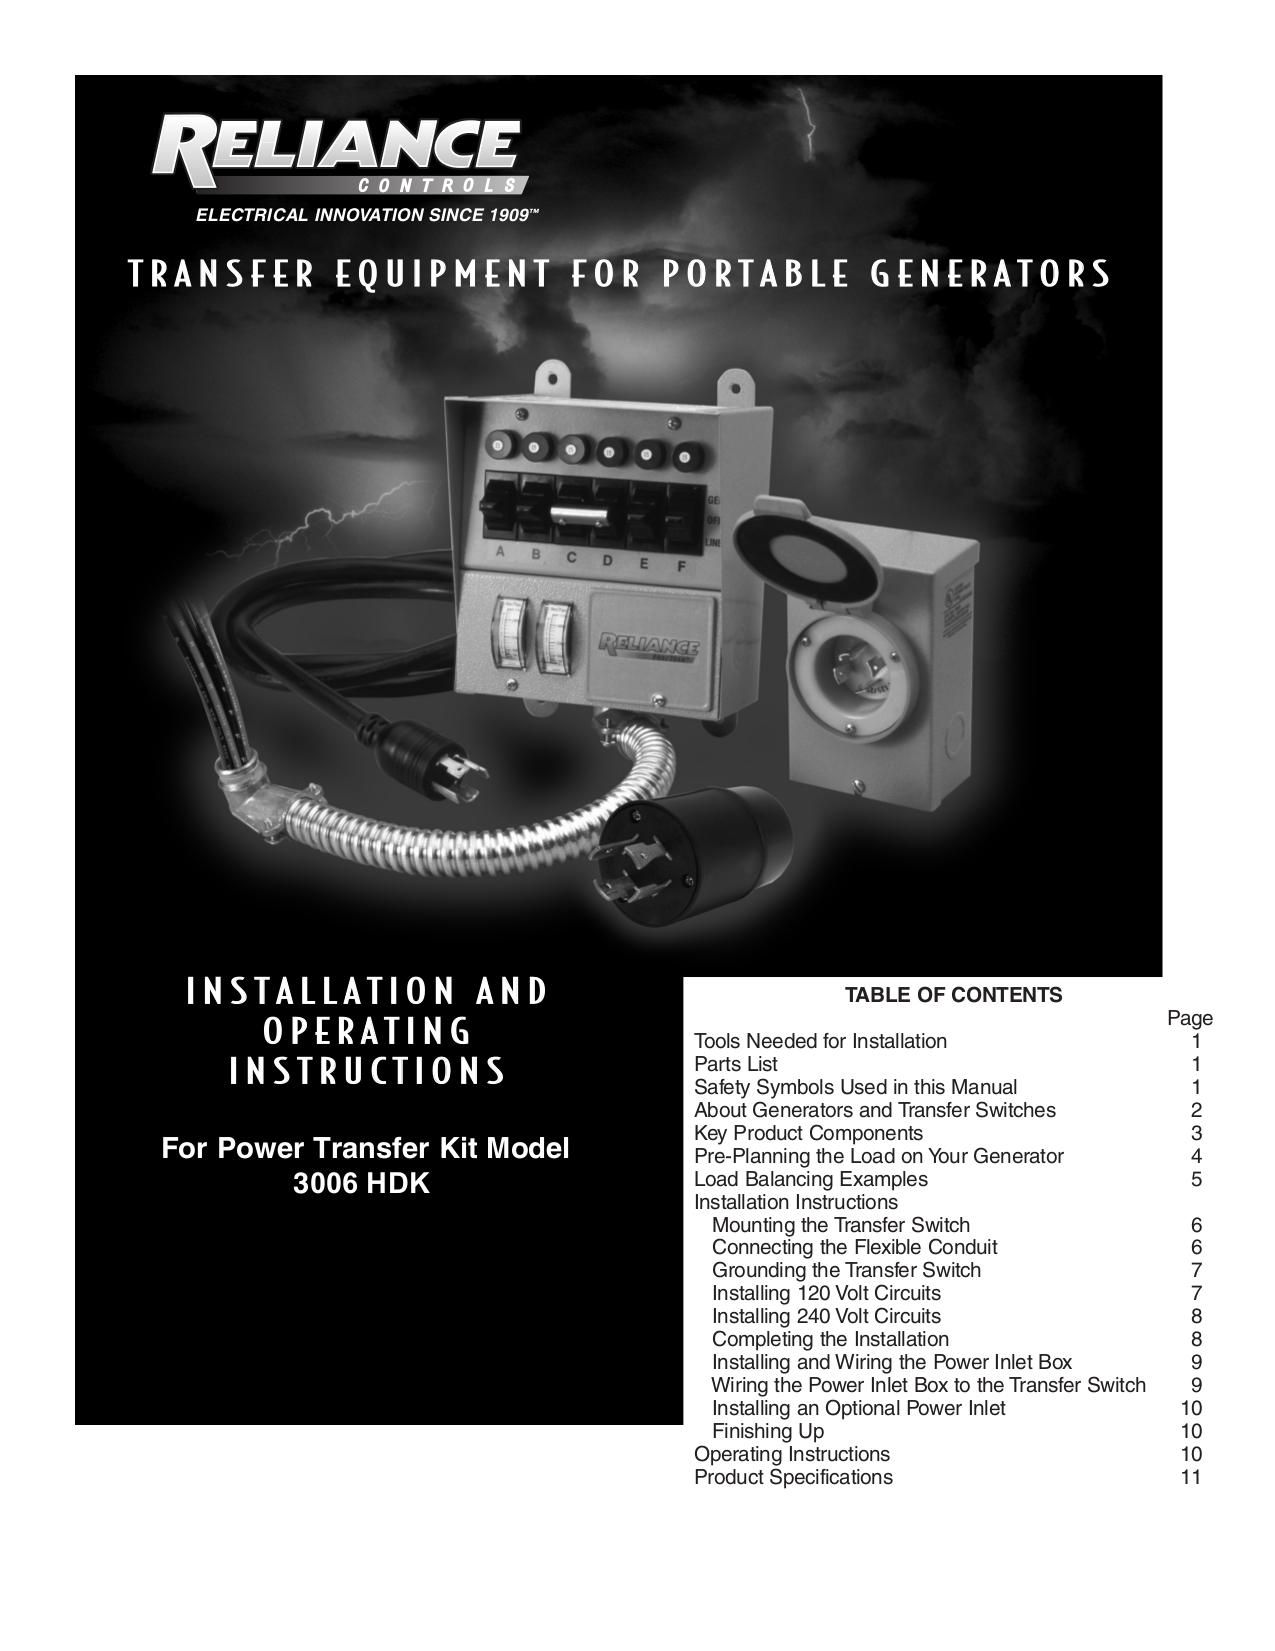 RELIANCE
CONTROLS
ELECTRICAL INNOVATION SINCE 1909™
TRANSFER EQUIPMENT FOR PORTABLE GENERATORS
OFF
LINE
A B C D E F
RELIANCE
INSTALLATION AND
OPERATING
INSTRUCTIONS
For Power Transfer Kit Model
3006 HDK
TABLE OF CONTENTS
Page
Tools Needed for Installation 1
Parts List 1
Safety Symbols Used in this Manual 1
About Generators and Transfer Switches 2
Key Product Components 3
Pre-Planning the Load on Your Generator 4
Load Balancing Examples 5
Installation Instructions
Mounting the Transfer Switch 6
Connecting the Flexible Conduit 6
Grounding the Transfer Switch 7
Installing 120 Volt Circuits 7
Installing 240 Volt Circuits 8
Completing the Installation 8
Installing and Wiring the Power Inlet Box 9
Wiring the Power Inlet Box to the Transfer Switch 9
Installing an Optional Power Inlet 10
Finishing Up 10
Operating Instructions 10
Product Specifications 11